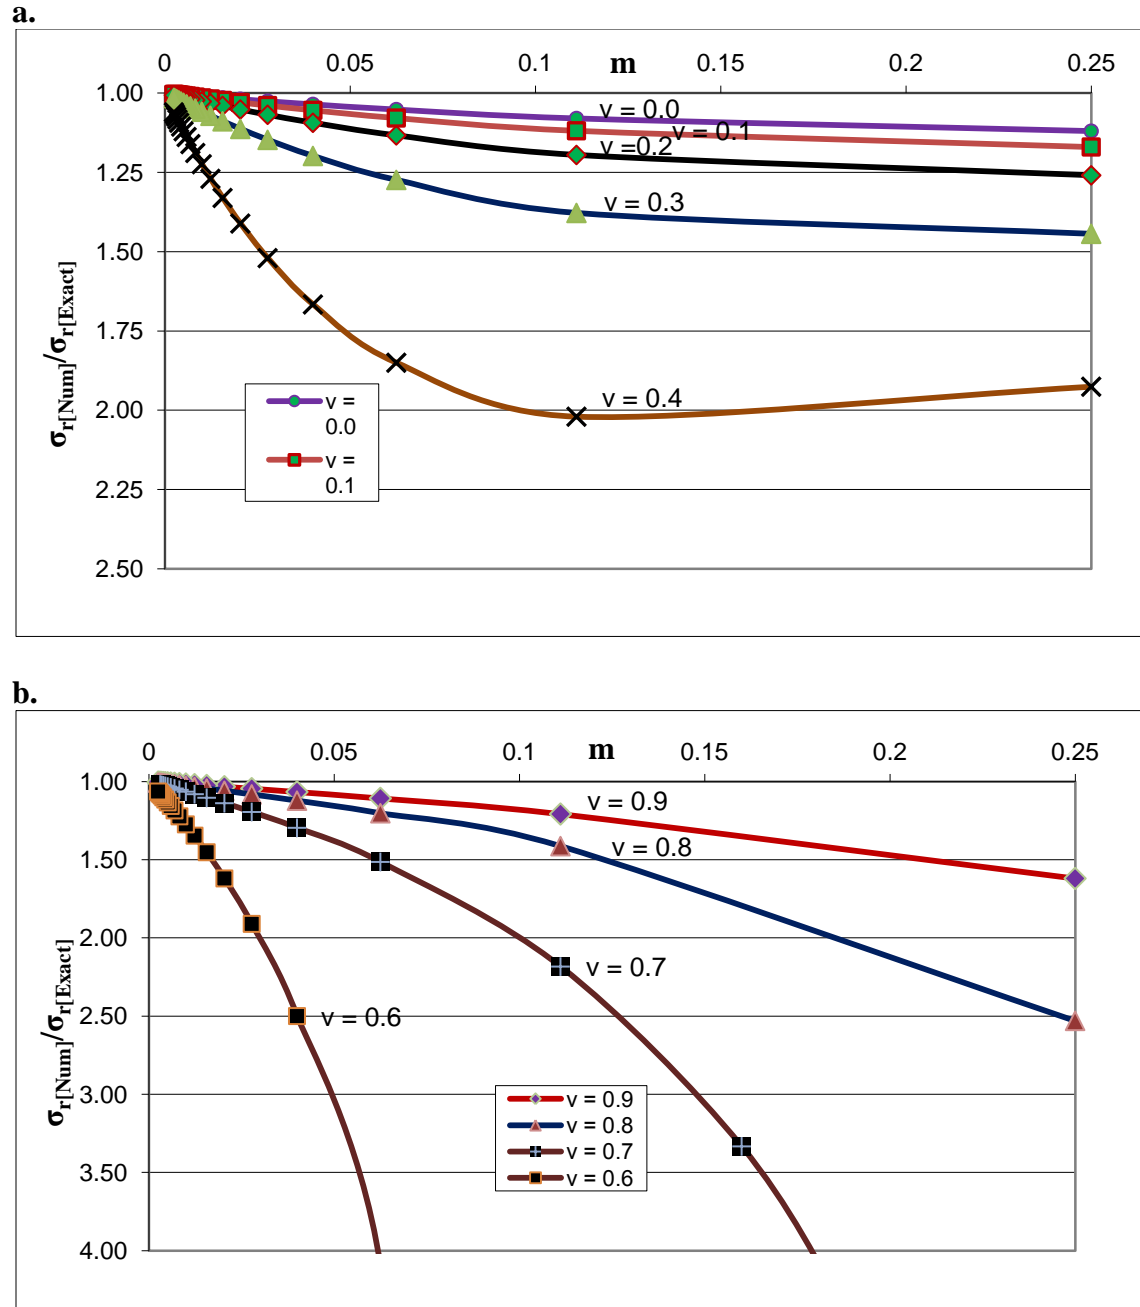 a.
0 0.05 m 0.1 0.15 0.2 0.25
1.00
v = 0.0
v = 0.1
v =0.2
1.25
v = 0.3
1.50
1.75
v = 0.4
2.00
2.25
2.50
σr[Num]/σr[Exact]
v =
0.0
v =
0.1
b.
0 0.05 0.1 m 0.15 0.2 0.25
1.00
v = 0.9
v = 0.8
1.50
2.00
v = 0.7
2.50
v = 0.6
3.00
3.50
4.00
σr[Num]/σr[Exact]
v = 0.9
v = 0.8
v = 0.7
v = 0.6